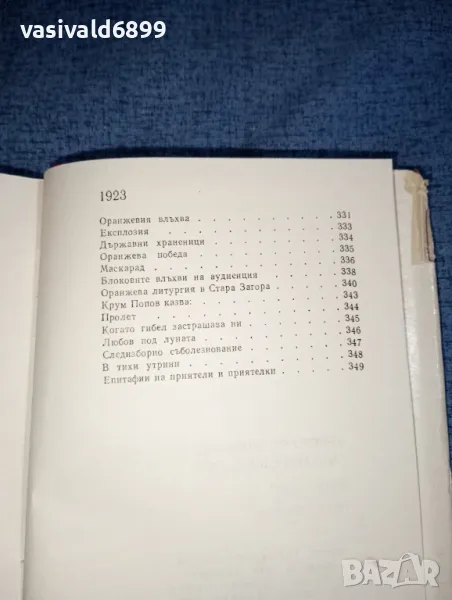 vasivald6899
1923
Оранжевия влъхва . . . . . . . . . . 331
Експлозия . . . . . . . . . . 333
Държавни храненици . . . . . . . . . . 334
Оранжева победа . . . . . . . . . . 335
Маскарад . . . . . . . . . . 336
Блоковите влъхви на аудиенция . . . . . . . 338
Оранжева литургия в Стара Загора . . . . . . 340
Крум Попов казва: . . . . . . . . . . 343
Пролет . . . . . . . . . . 344
Когато гибел застрашава ни . . . . . . . . 345
Любов под луната . . . . . . . . . . 346
Следизборно съболезнование . . . . . . . . 347
В тихи утрини . . . . . . . . . . 348
Епитафии на приятели и приятелки . . . . . . 349
BAZAR